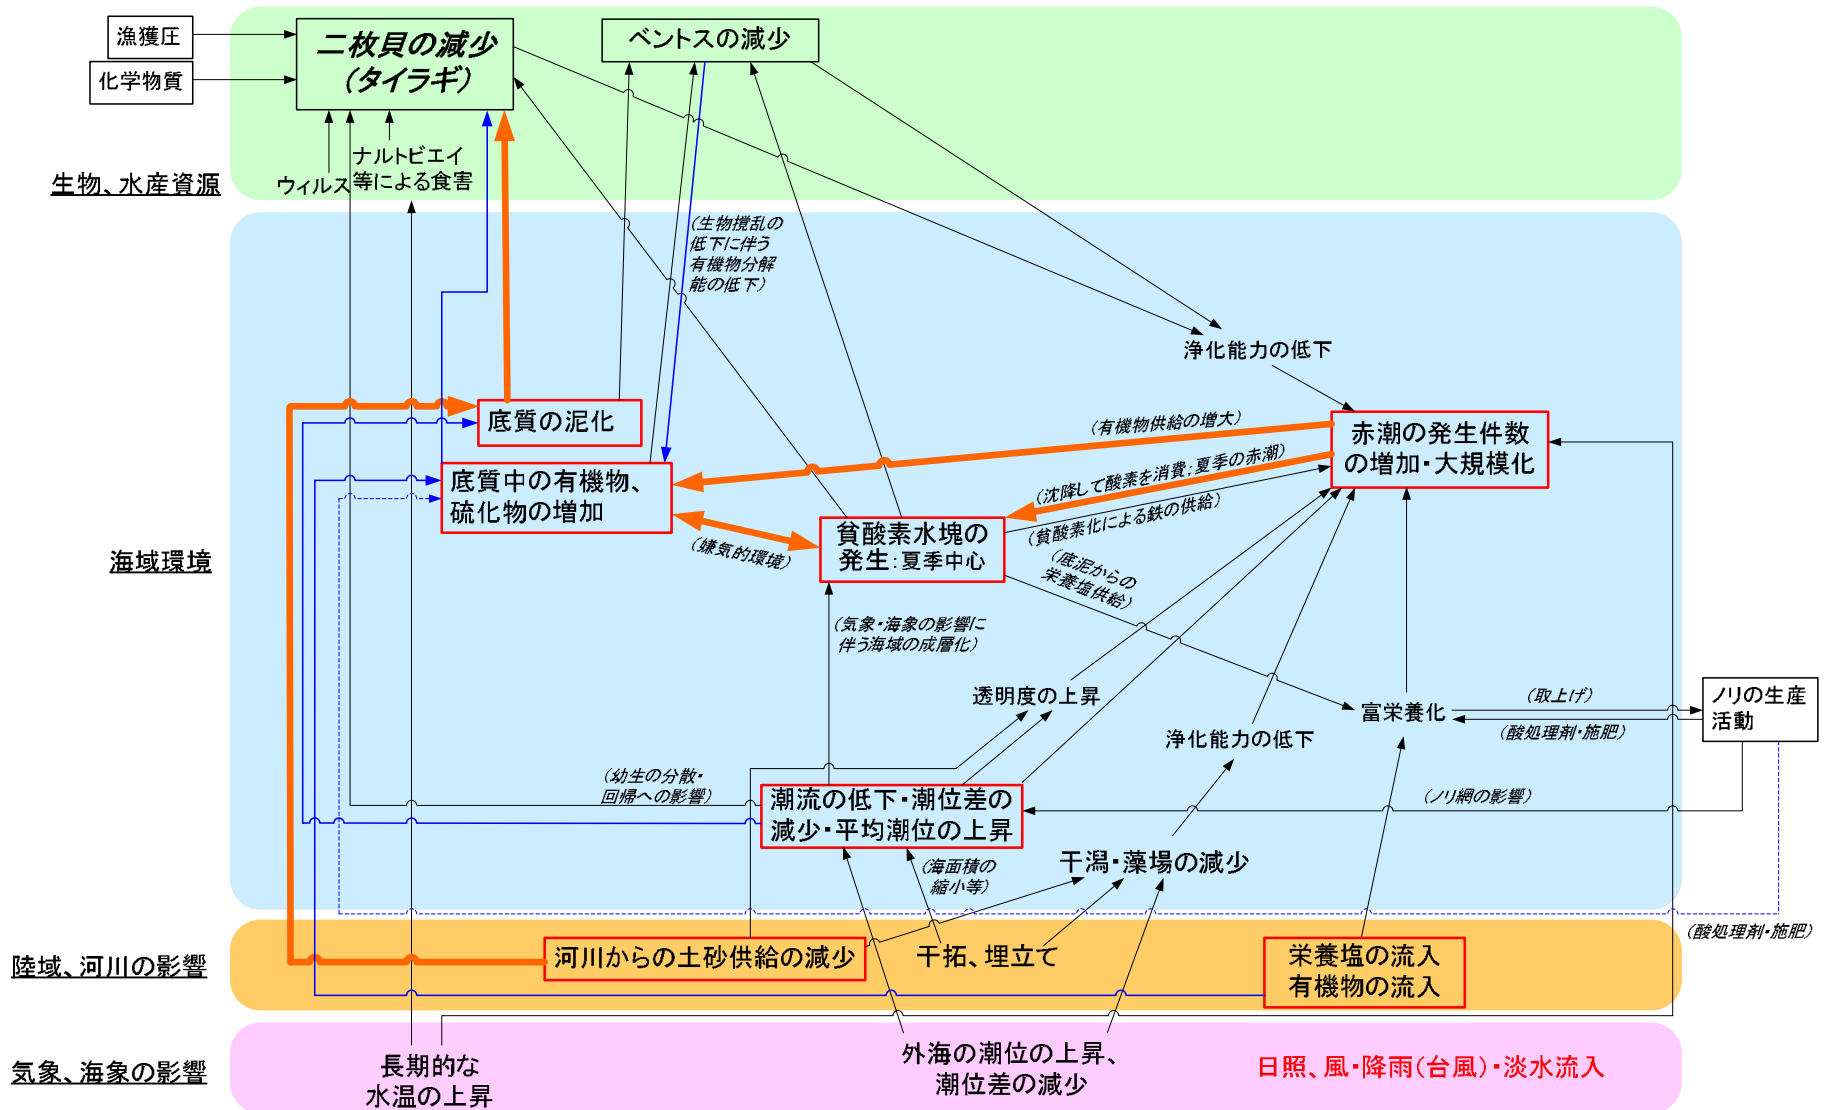 漁獲圧
化学物質
二枚貝の減少
（タイラギ）
ベントスの減少
ウィルス
ナルトビエイ
等による食害
生物、水産資源
（生物撹乱の
低下に伴う
有機物分解
能の低下）
浄化能力の低下
底質の泥化
（有機物供給の増大）
赤潮の発生件数
の増加・大規模化
底質中の有機物、
硫化物の増加
（沈降して酸素を消費：夏季の赤潮）
（貧酸素化による鉄の供給）
貧酸素水塊の
発生：夏季中心
（嫌気的環境）
（底泥からの
栄養塩供給）
海域環境
（気象・海象の影響に
伴う海域の成層化）
透明度の上昇
富栄養化
（取上げ）
（酸処理剤・施肥）
ノリの生産
活動
浄化能力の低下
（幼生の分散・
回帰への影響）
潮流の低下・潮位差の
減少・平均潮位の上昇
（ノリ網の影響）
（海面積の
縮小等）
干潟・藻場の減少
（酸処理剤・施肥）
陸域、河川の影響
河川からの土砂供給の減少
干拓、埋立て
栄養塩の流入
有機物の流入
気象、海象の影響
長期的な
水温の上昇
外海の潮位の上昇、
潮位差の減少
日照、風・降雨（台風）・淡水流入